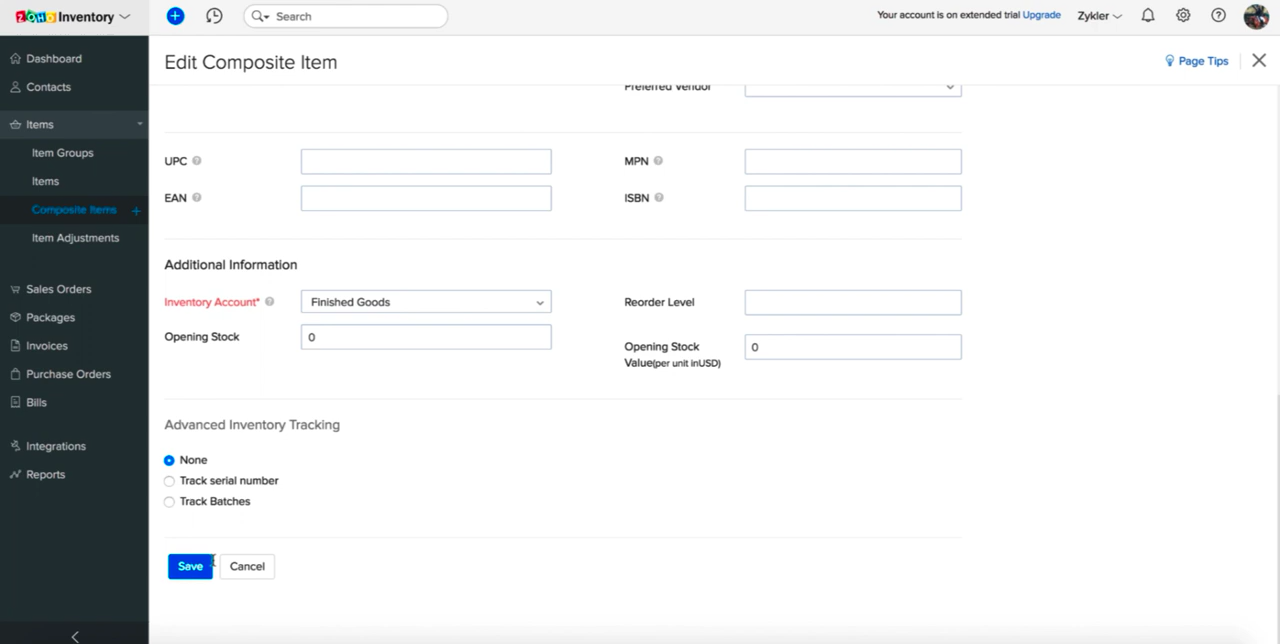 ZOHO Inventory
Search
Your account is on extended trial Upgrade
Zykler
Dashboard
Contacts
Items
Item Groups
Items
Composite Items +
Item Adjustments
Sales Orders
Packages
Invoices
Purchase Orders
Bills
Integrations
Reports
Edit Composite Item
Page Tips
Preferred Vendor
UPC
MPN
EAN
ISBN
Additional Information
Inventory Account*
Finished Goods
Reorder Level
Opening Stock
0
Opening Stock
Value(per unit inUSD)
0
Advanced Inventory Tracking
None
Track serial number
Track Batches
Save
Cancel